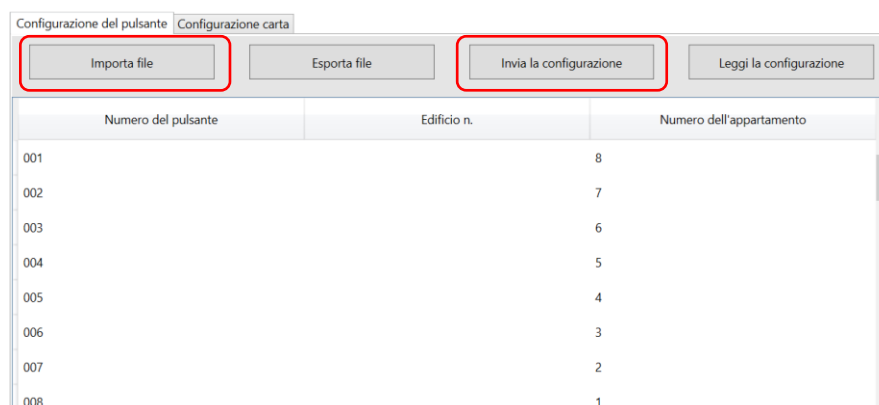 Configurazione del pulsante Configurazione carta
Importa file Esporta file Invia la configurazione Leggi la configurazione
Numero del pulsante Edificio n. Numero dell'appartamento
001 8
002 7
003 6
004 5
005 4
006 3
007 2
008 1